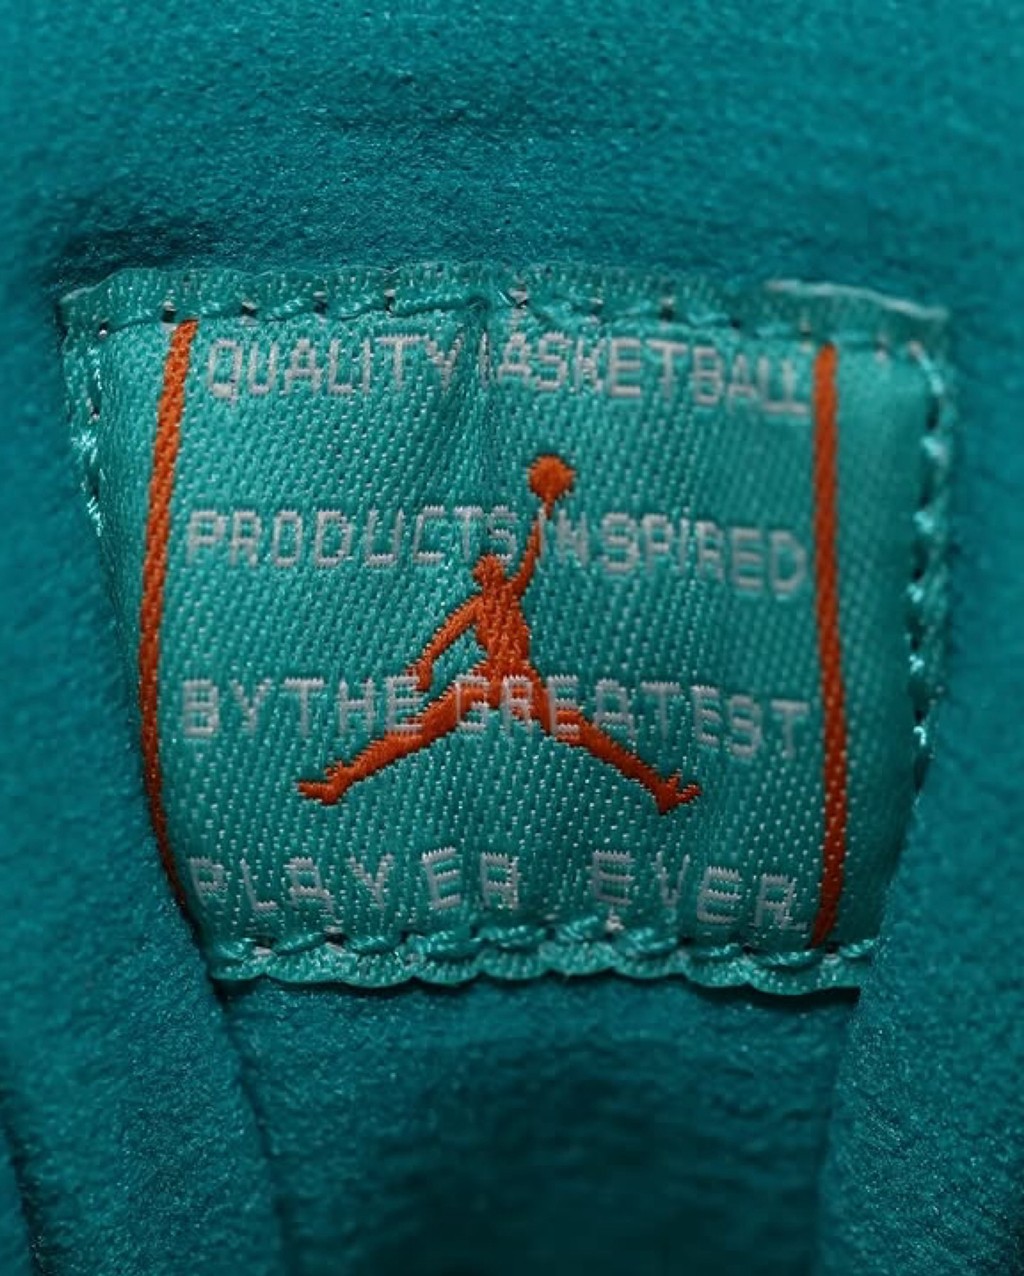 QUALITY BASKETBALL
PRODUCTS INSPIRED
BY THE GREATEST
PLAYER EVER